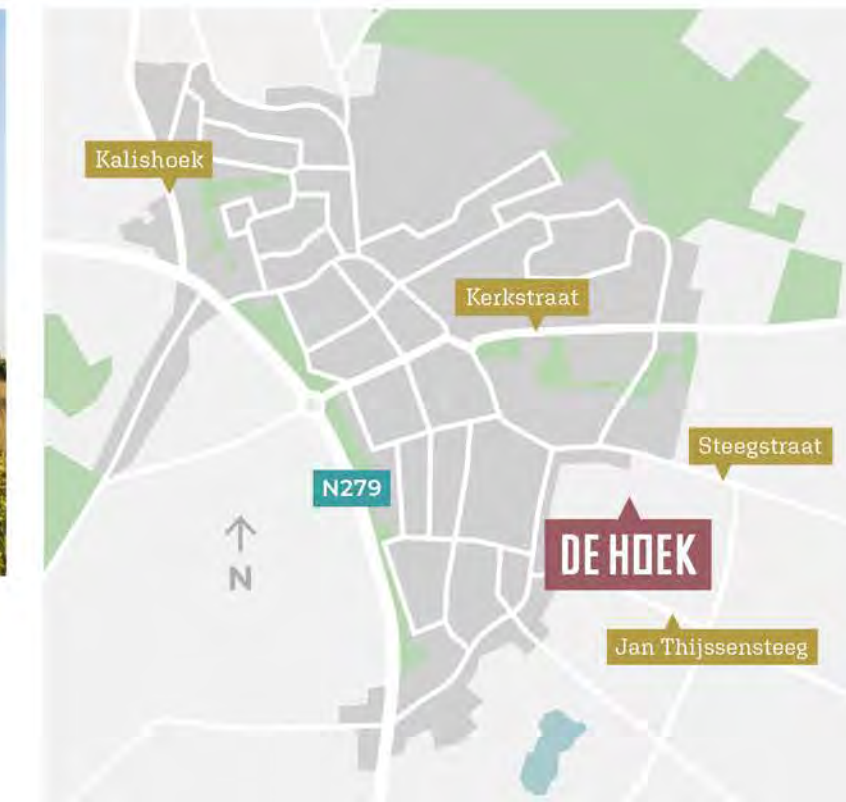 Kalishoek
Kerkstraat
Steegstraat
N279
DE HOEK
N
Jan Thijssensteeg